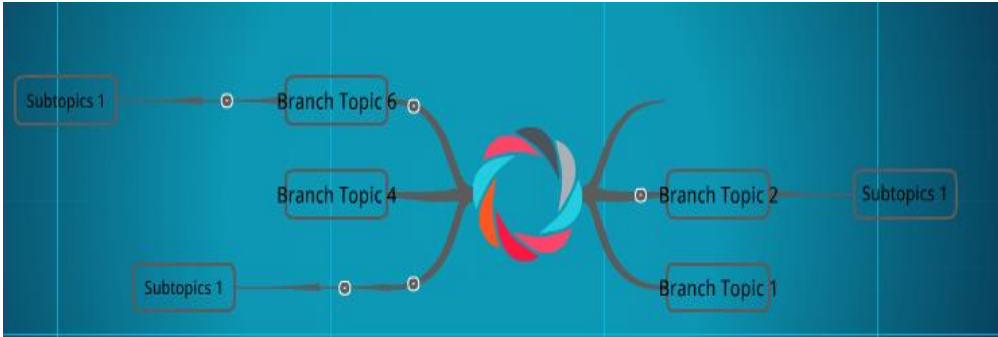 Subtopics 1
Branch Topic 6
Branch Topic 4
Branch Topic 2
Subtopics 1
Subtopics 1
Branch Topic 1